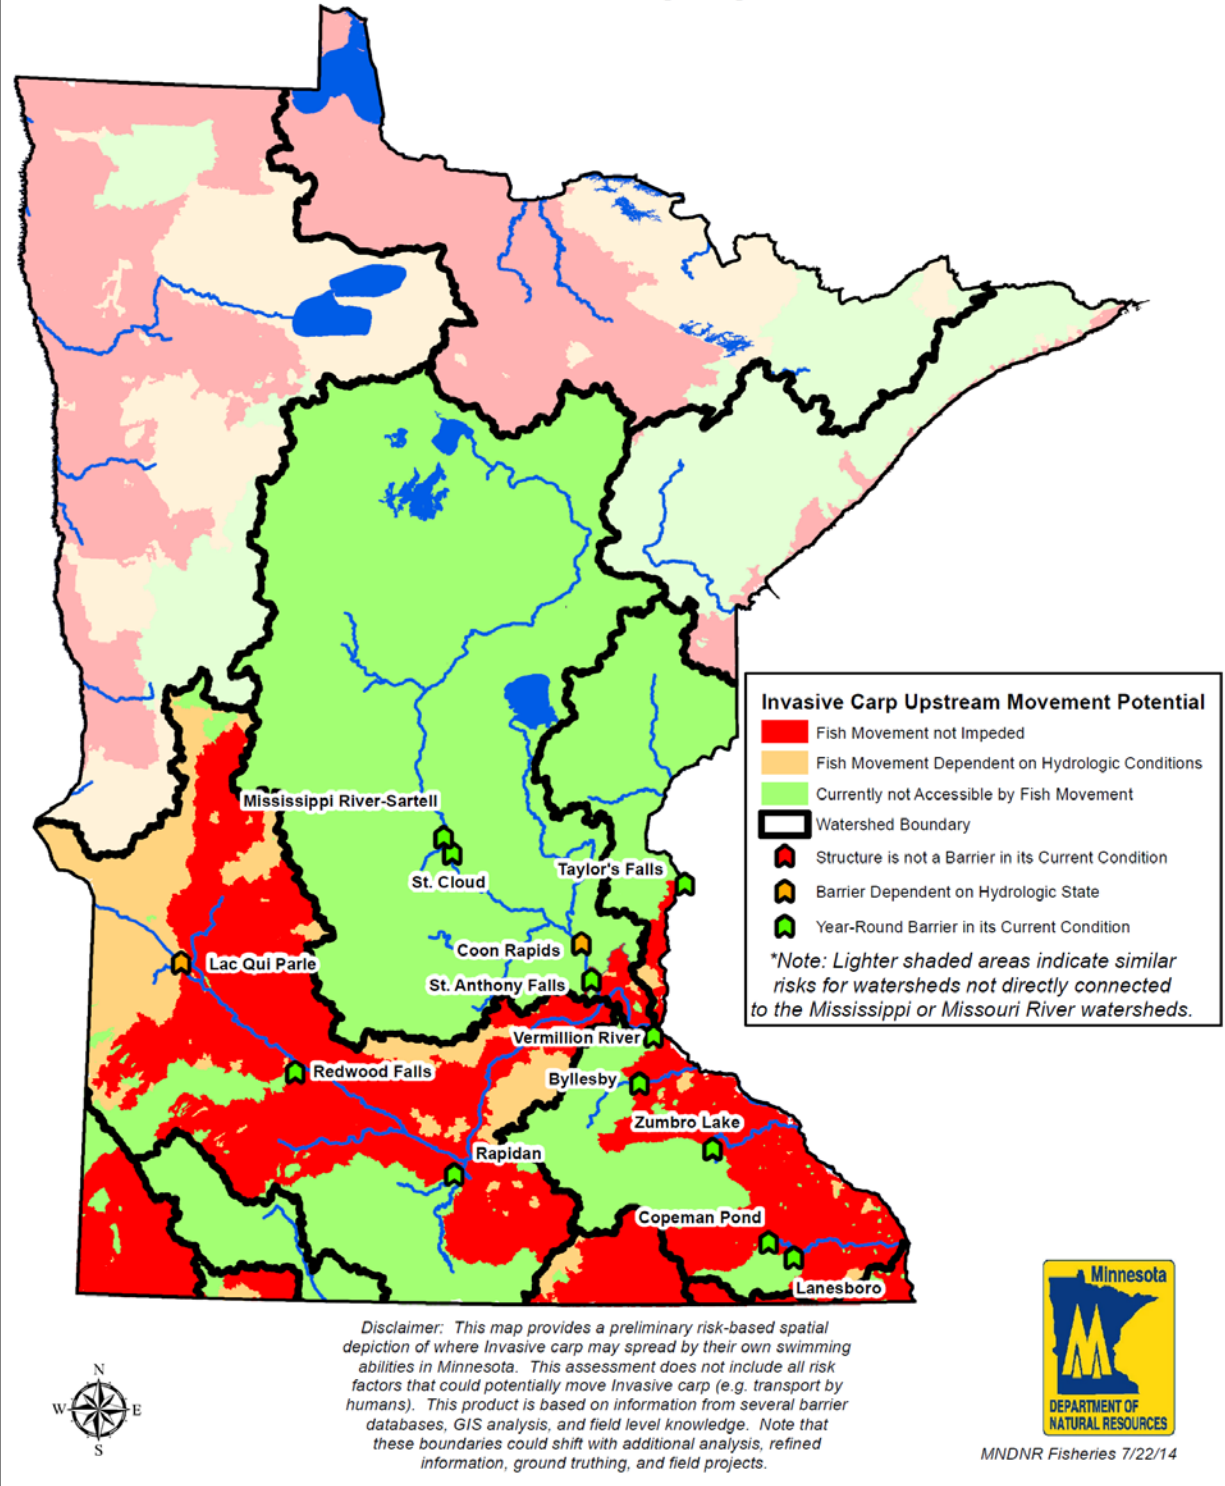 Mississippi River-Sartell
St. Cloud
Taylor's Falls
Coon Rapids
Lac Qui Parle
St. Anthony Falls
Vermillion River
Redwood Falls
Byllesby
Zumbro Lake
Rapidan
Copeman Pond
Lanesboro
Invasive Carp Upstream Movement Potential
Fish Movement not Impeded
Fish Movement Dependent on Hydrologic Conditions
Currently not Accessible by Fish Movement
Watershed Boundary
Structure is not a Barrier in its Current Condition
Barrier Dependent on Hydrologic State
Year-Round Barrier in its Current Condition
*Note: Lighter shaded areas indicate similar
risks for watersheds not directly connected
to the Mississippi or Missouri River watersheds.
Disclaimer: This map provides a preliminary risk-based spatial
depiction of where Invasive carp may spread by their own swimming
abilities in Minnesota. This assessment does not include all risk
factors that could potentially move Invasive carp (e.g. transport by
humans). This product is based on information from several barrier
databases, GIS analysis, and field level knowledge. Note that
these boundaries could shift with additional analysis, refined
information, ground truthing, and field projects.
N
W E
S
Minnesota
DEPARTMENT OF
NATURAL RESOURCES
MNDNR Fisheries 7/22/14